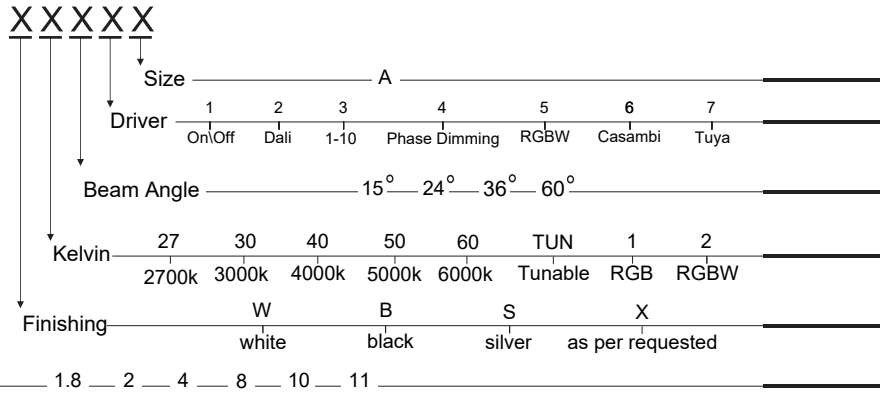 X X X X X
Size A
1 2 3 4 5 6 7
Driver
On\Off Dali 1-10 Phase Dimming RGBW Casambi Tuya
Beam Angle 15° 24° 36° 60°
27 30 40 50 60 TUN 1 2
Kelvin
2700k 3000k 4000k 5000k 6000k Tunable RGB RGBW
W B S X
Finishing
white black silver as per requested
1.8 2 4 8 10 11